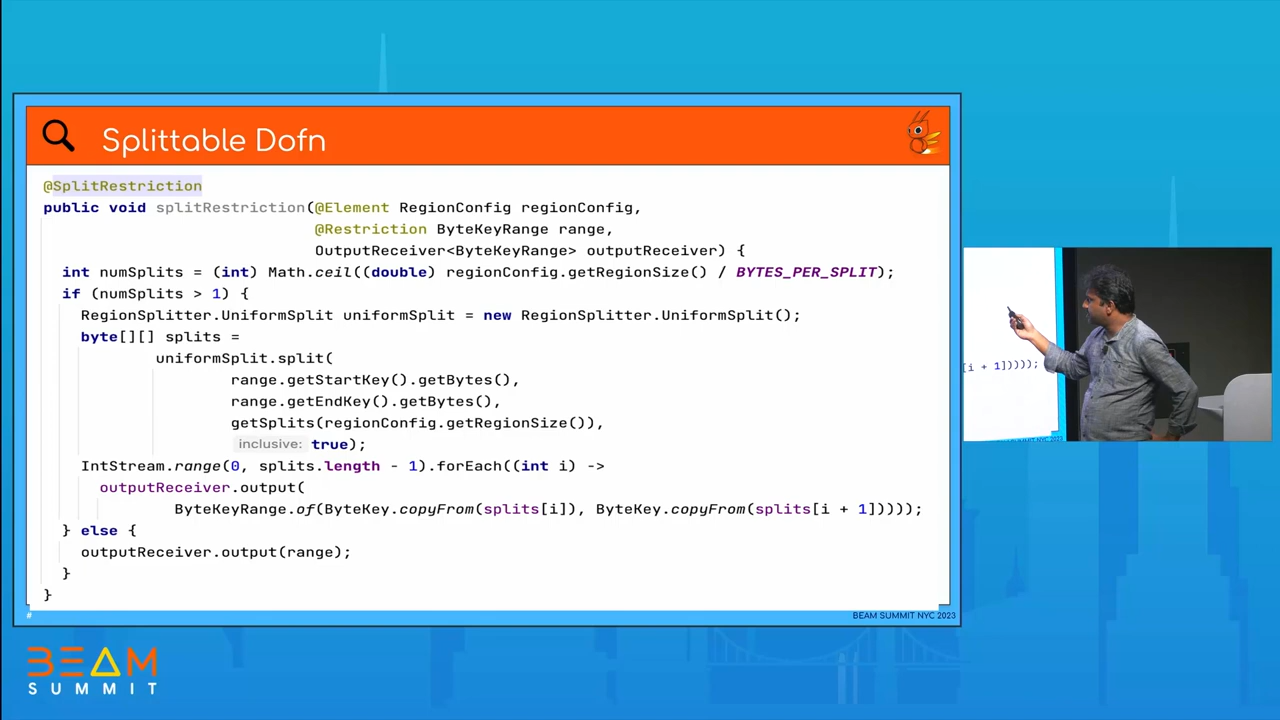 Splittable Dofn
@SplitRestriction
public void splitRestriction(@Element RegionConfig regionConfig,
@Restriction ByteKeyRange range,
OutputReceiver<ByteKeyRange> outputReceiver) {
int numSplits = (int) Math.ceil((double) regionConfig.getRegionSize() / BYTES_PER_SPLIT);
if (numSplits > 1) {
RegionSplitter.UniformSplit uniformSplit = new RegionSplitter.UniformSplit();
byte[][] splits =
uniformSplit.split(
range.getStartKey().getBytes(),
range.getEndKey().getBytes(),
getSplits(regionConfig.getRegionSize()),
inclusive: true);
IntStream.range(0, splits.length - 1).forEach((int i) ->
outputReceiver.output(
ByteKeyRange.of(ByteKey.copyFrom(splits[i]), ByteKey.copyFrom(splits[i + 1]))));
} else {
outputReceiver.output(range);
}
}
#
BEAM SUMMIT NYC 2023
[i + 1]))));
SUMMIT NYC 2023
BEAM
SUMMIT